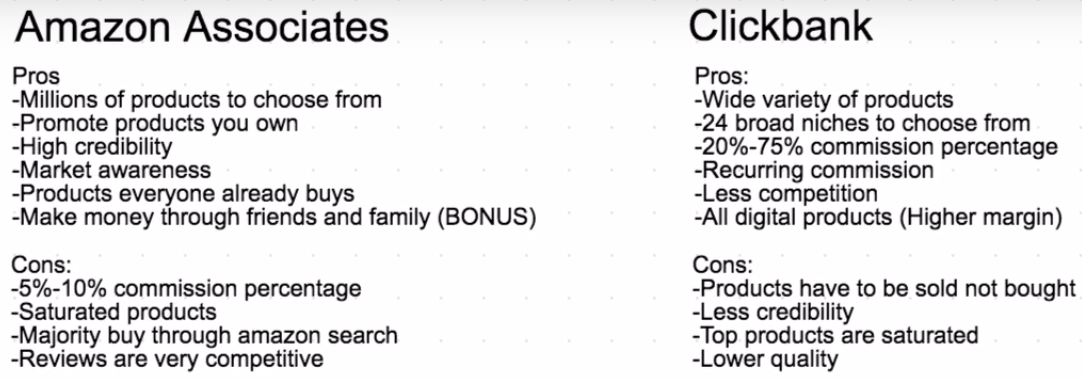 Amazon Associates
Pros
-Millions of products to choose from
-Promote products you own
-High credibility
-Market awareness
-Products everyone already buys
-Make money through friends and family (BONUS)
Cons:
-5%-10% commission percentage
-Saturated products
-Majority buy through amazon search
-Reviews are very competitive
Clickbank
Pros:
-Wide variety of products
-24 broad niches to choose from
-20%-75% commission percentage
-Recurring commission
-Less competition
-All digital products (Higher margin)
Cons:
-Products have to be sold not bought
-Less credibility
-Top products are saturated
-Lower quality